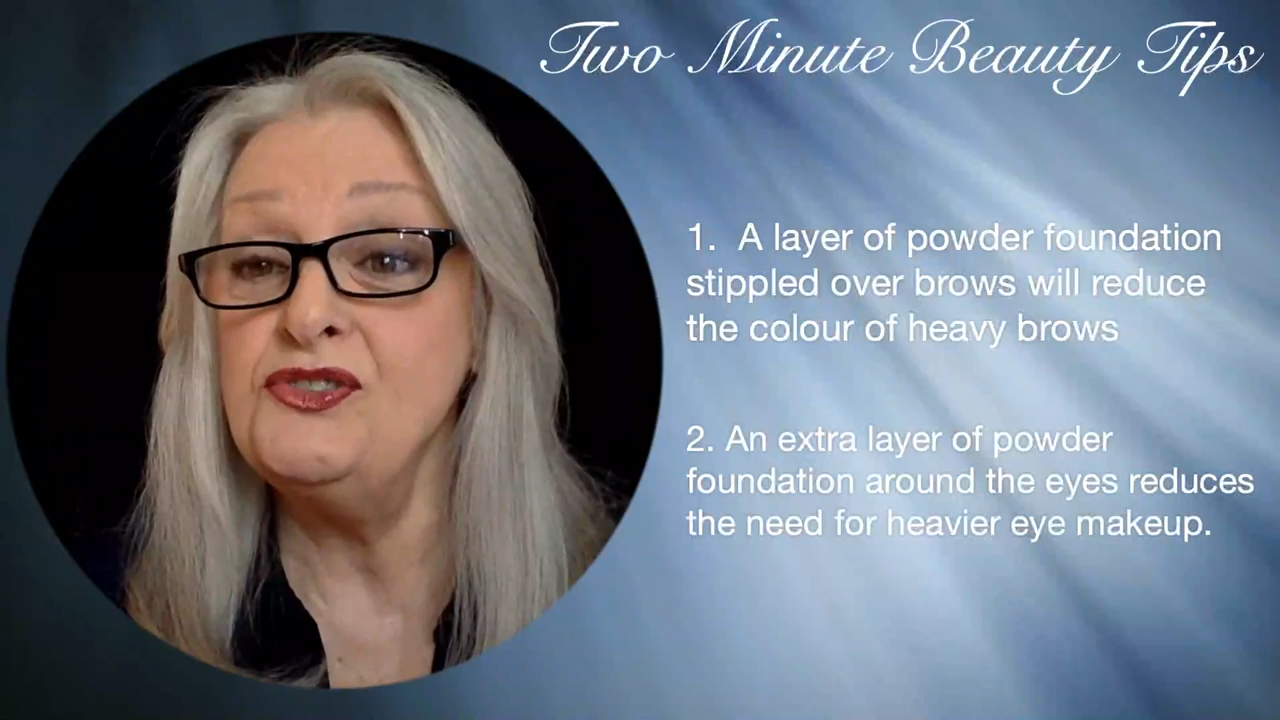 Two Minute Beauty Tips
1. A layer of powder foundation
stippled over brows will reduce
the colour of heavy brows
2. An extra layer of powder
foundation around the eyes reduces
the need for heavier eye makeup.